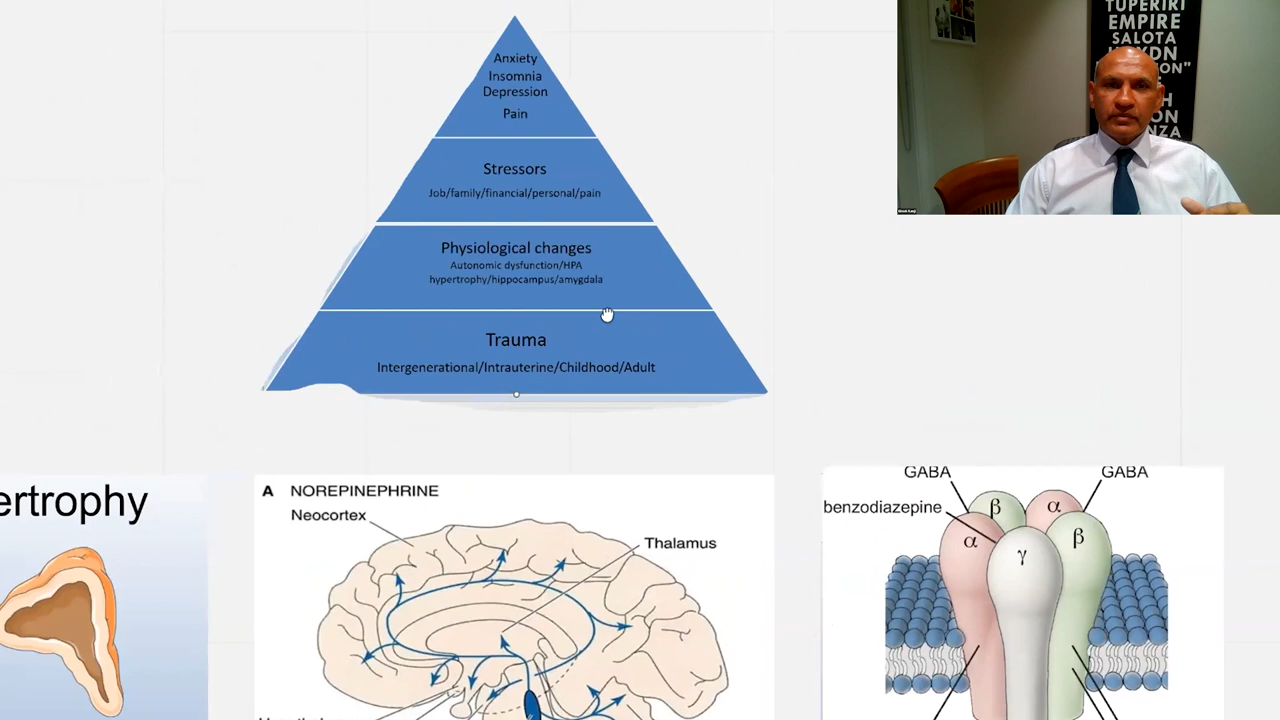 Anxiety
Insomnia
Depression
Pain
Stressors
Job/family/financial/personal/pain
Physiological changes
Autonomic dysfunction/HPA
hypertrophy/hippocampus/amygdala
Trauma
Intergenerational/Intrauterine/Childhood/Adult
TUPERIRI
EMPIRE
SALOTA
ertrophy
A NOREPINEPHRINE
Neocortex
Thalamus
GABA
GABA
benzodiazepine
β
α
α
β
γ